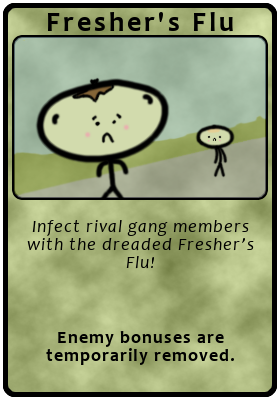 Fresher's Flu
Infect rival gang members
with the dreaded Fresher's
Flu!
Enemy bonuses are
temporarily removed.